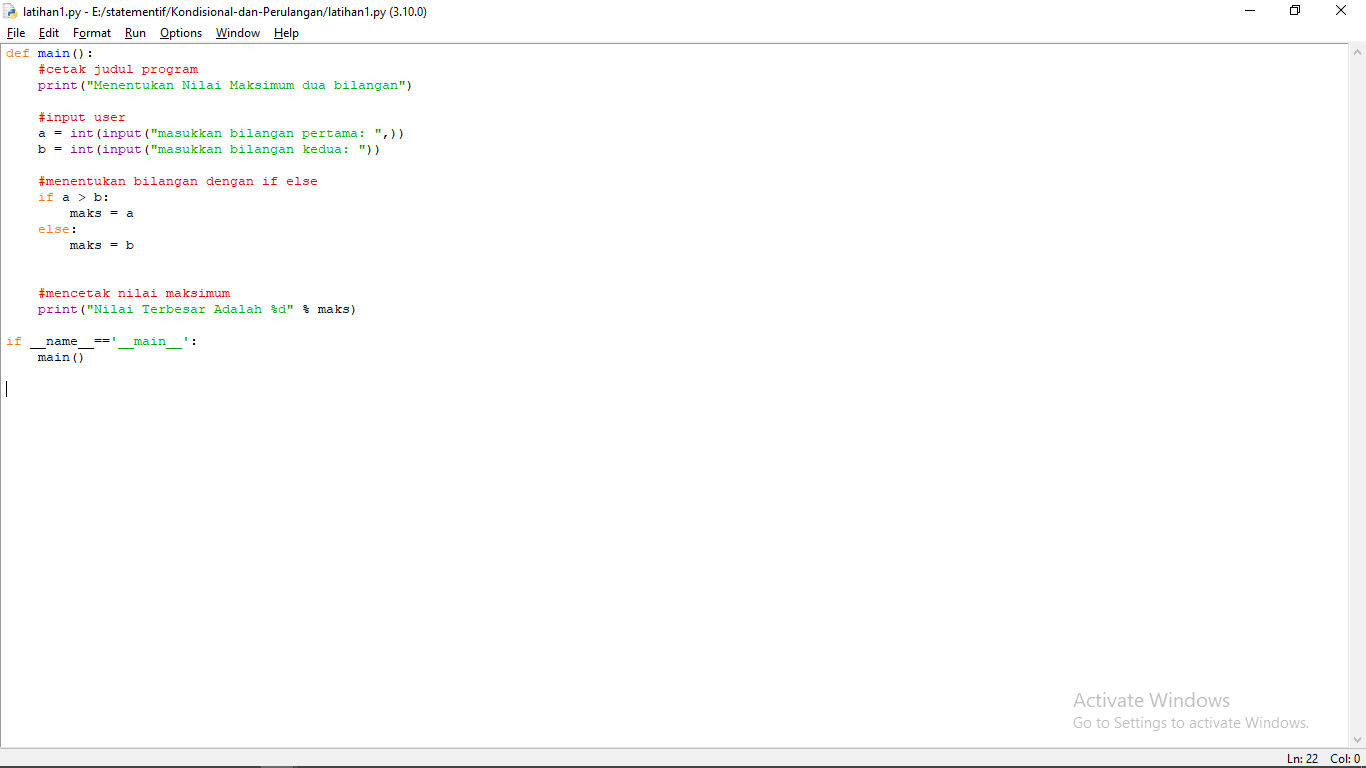 latihan1.py - E:/statementif/Kondisional-dan-Perulangan/latihan1.py (3.10.0)
File Edit Format Run Options Window Help
def main():
    #cetak judul program
    print("Menentukan Nilai Maksimum dua bilangan")
    #input user
    a = int(input("masukkan bilangan pertama: ",))
    b = int(input("masukkan bilangan kedua: "))
    #menentukan bilangan dengan if else
    if a > b:
        maks = a
    else:
        maks = b
    #mencetak nilai maksimum
    print("Nilai Terbesar Adalah %d" % maks)
if __name__=='__main__':
    main()
Activate Windows
Go to Settings to activate Windows.
Ln: 22 Col: 0